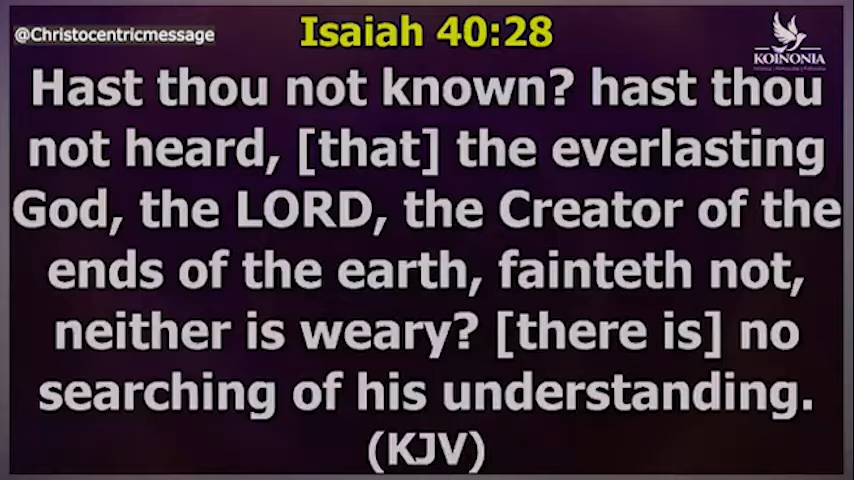 @Christocentricmessage
Isaiah 40:28
KOINONIA
Hast thou not known? hast thou
not heard, [that] the everlasting
God, the LORD, the Creator of the
ends of the earth, fainteth not,
neither is weary? [there is] no
searching of his understanding.
(KJV)